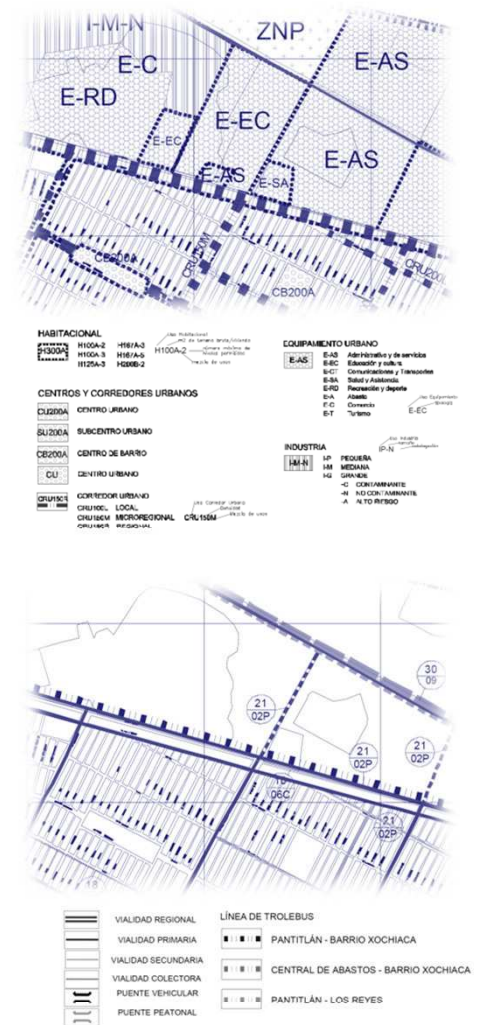 I-M-N
ZNP
E-C
E-AS
E-RD
E-EC
E-EC
E-AS
E-AS
E-SA
CB200A
CRU150M
CB200A
CRU200
HABITACIONAL
H300A
H100A-2 H167A-3
H100A-3 H167A-5
H125A-3 H200B-2
H100A-2
CENTROS Y CORREDORES URBANOS
CU200A CENTRO URBANO
SU200A SUBCENTRO URBANO
CB200A CENTRO DE BARRIO
CU CENTRO URBANO
CORREDOR URBANO
CRU100L LOCAL
CRU150M MICROREGIONAL CRU150M
REGIONAL
EQUIPAMIENTO URBANO
E-AS
E-AS Administrativo y de servicios
E-EC Educación y cultura
E-CT Comunicaciones y Transportes
E-SA Salud y Asistencia
E-RD Recreación y deporte
E-A Abasto
E-C Comercio
E-T Turismo
E-EC
INDUSTRIA
I-M-N
IP-N
I-P PEQUEÑA
I-M MEDIANA
I-G GRANDE
-C CONTAMINANTE
-N NO CONTAMINANTE
-A ALTO RIESGO
30
09
21
02P
21
02P
21
02P
06C
21
02P
18
VIALIDAD REGIONAL
VIALIDAD PRIMARIA
VIALIDAD SECUNDARIA
VIALIDAD COLECTORA
PUENTE VEHICULAR
PUENTE PEATONAL
LÍNEA DE TROLEBUS
PANTITLÁN - BARRIO XOCHIACA
CENTRAL DE ABASTOS - BARRIO XOCHIACA
PANTITLÁN - LOS REYES